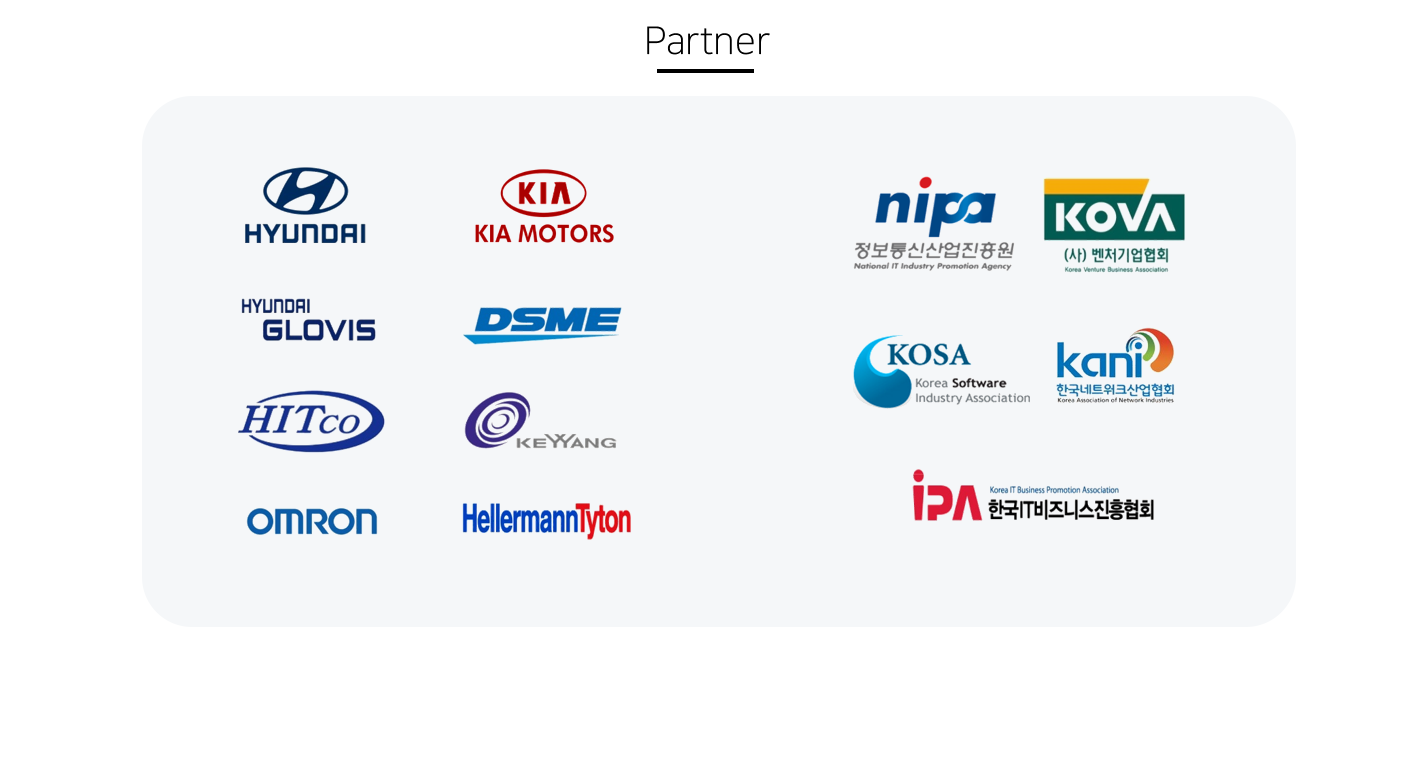 Partner
HYUNDAI
KIA
KIA MOTORS
HYUNDAI
GLOVIS
DSME
HITco
KEYYANG
OMRON
HellermannTyton
nipa
정보통신산업진흥원
National IT Industry Promotion Agency
KOVA
(사) 벤처기업협회
Korea Venture Business Association
KOSA
Korea Software
Industry Association
kani
한국네트워크산업협회
Korea Association of Network Industries
iPA
Korea IT Business Promotion Association
한국IT비즈니스진흥협회